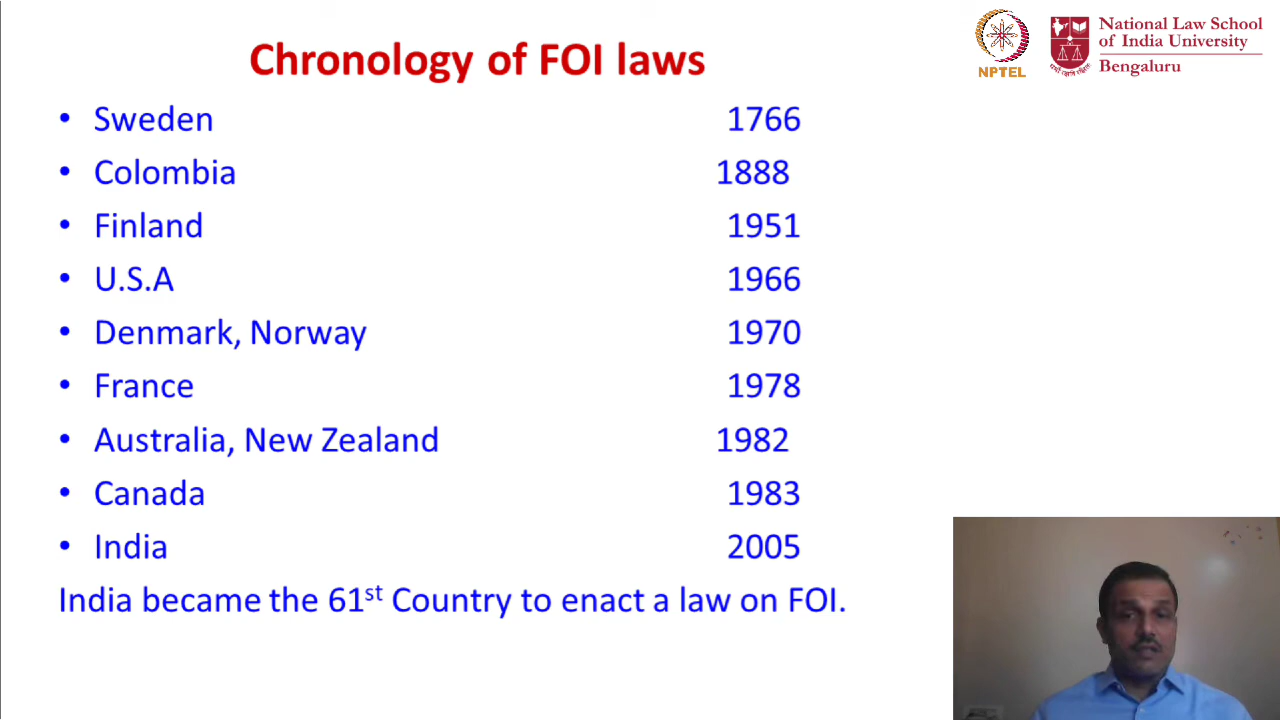 Chronology of FOI laws
NPTEL
National Law School
of India University
Bengaluru
• Sweden 1766
• Colombia 1888
• Finland 1951
• U.S.A 1966
• Denmark, Norway 1970
• France 1978
• Australia, New Zealand 1982
• Canada 1983
• India 2005
India became the 61st Country to enact a law on FOI.